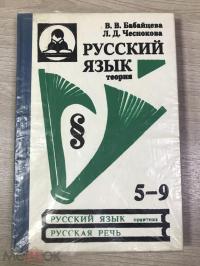 В. В. Бабайцева
Л. Д. Чеснокова
РУССКИЙ
ЯЗЫК
теория
§
5–9
РУССКИЙ ЯЗЫК практика
РУССКАЯ РЕЧЬ